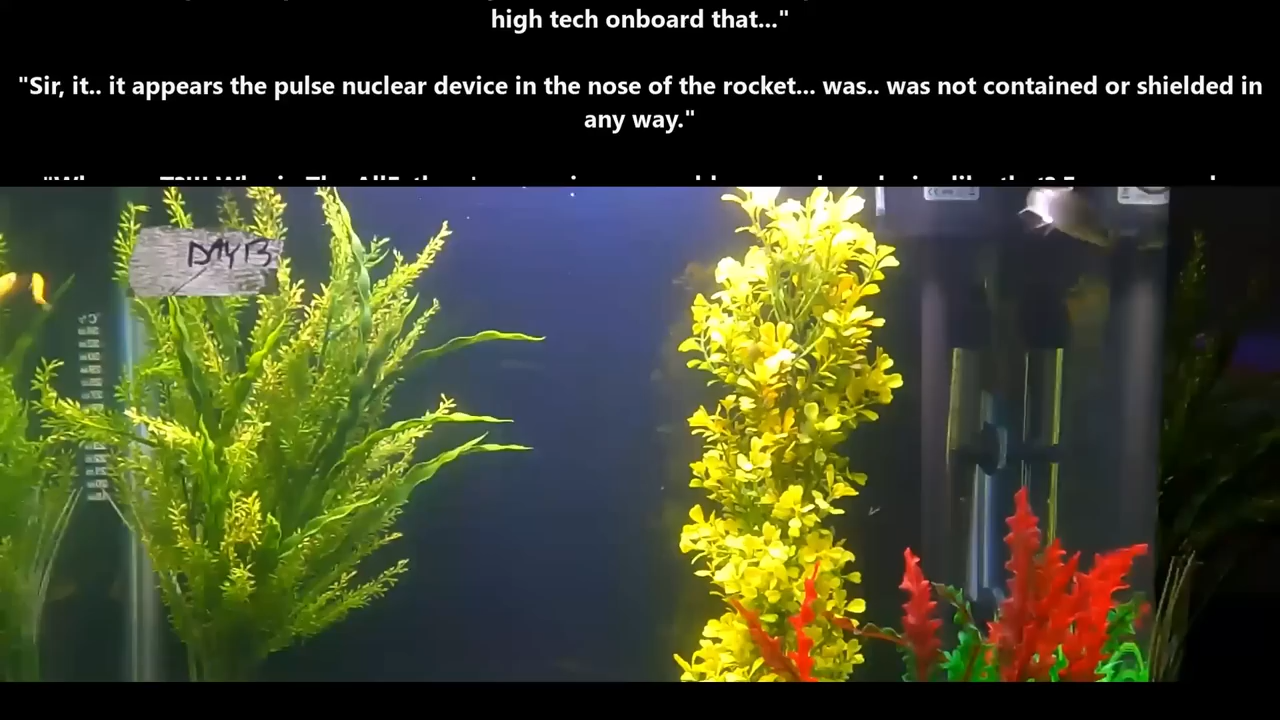 high tech onboard that..."
"Sir, it.. it appears the pulse nuclear device in the nose of the rocket... was.. was not contained or shielded in
any way."
DAY 13